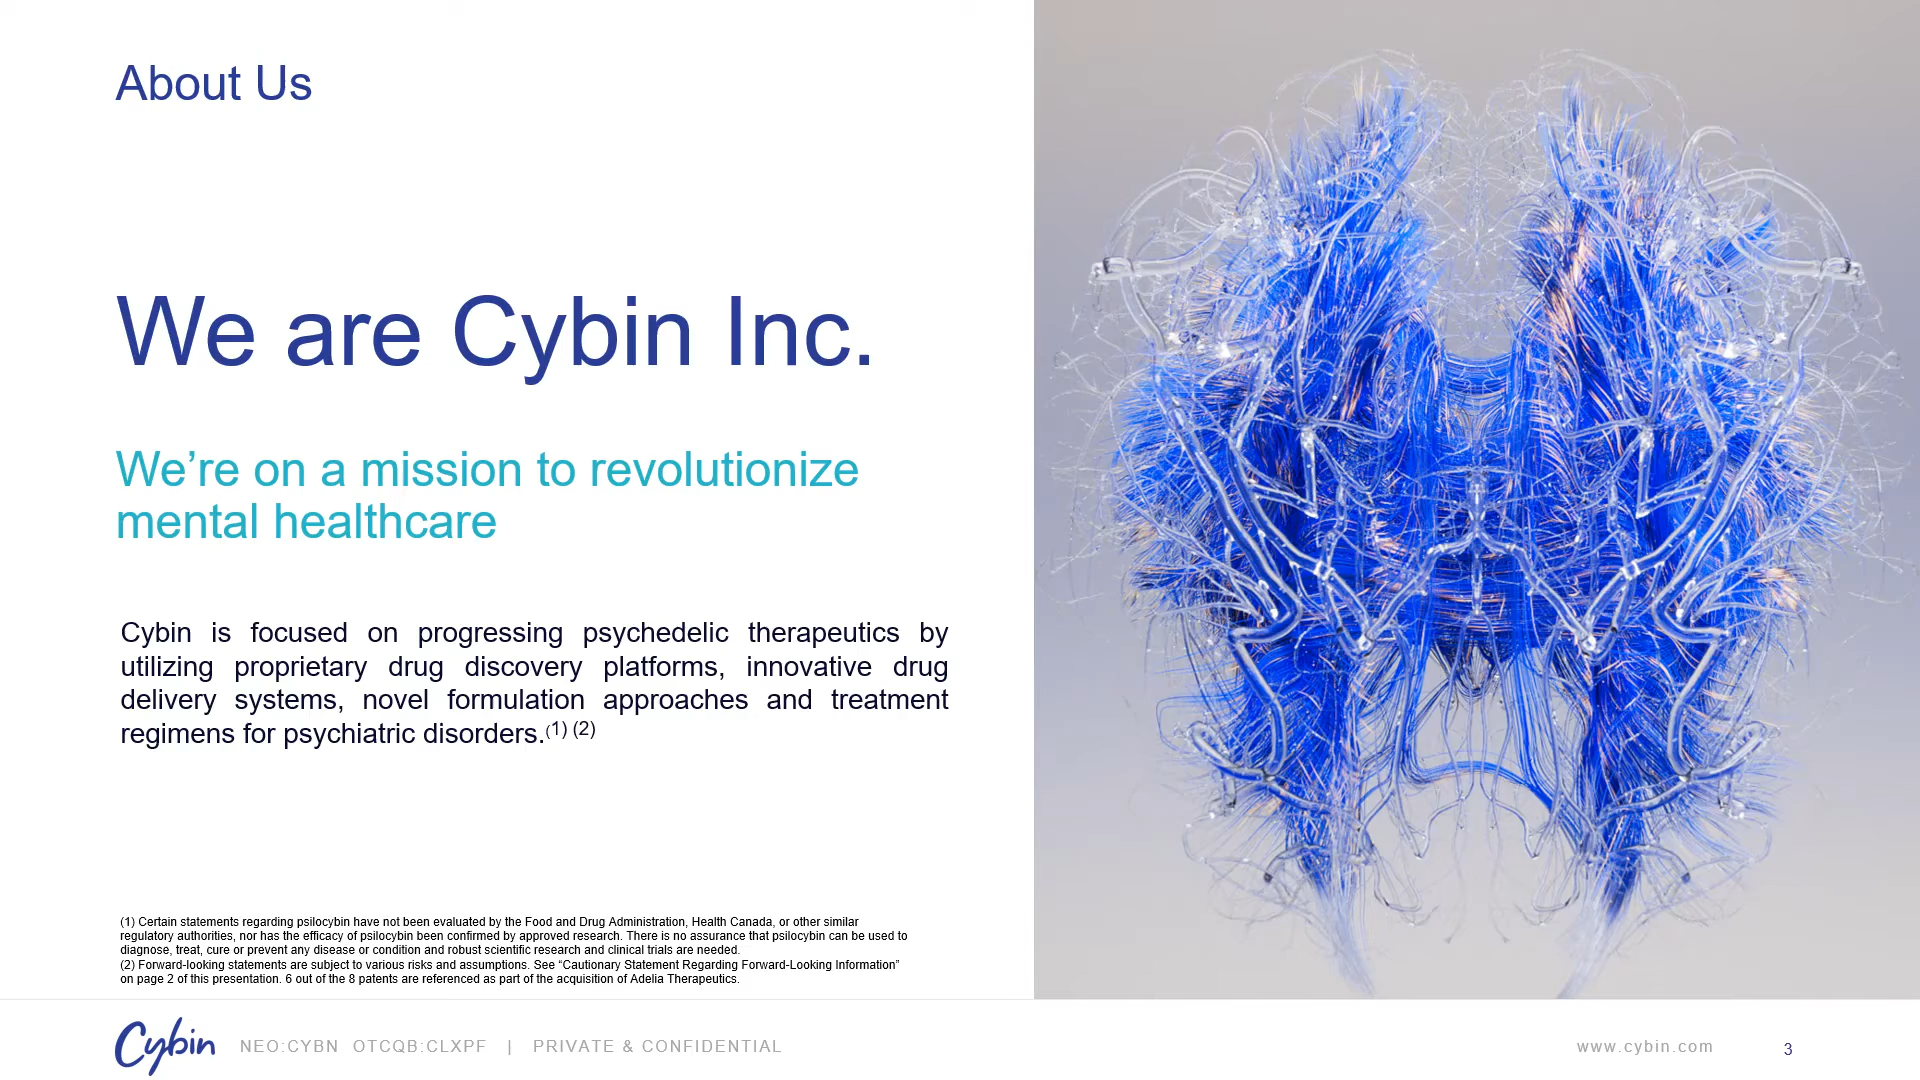 About Us
We are Cybin Inc.
We’re on a mission to revolutionize
mental healthcare
Cybin is focused on progressing psychedelic therapeutics by
utilizing proprietary drug discovery platforms, innovative drug
delivery systems, novel formulation approaches and treatment
regimens for psychiatric disorders.(1) (2)
(1) Certain statements regarding psilocybin have not been evaluated by the Food and Drug Administration, Health Canada, or other similar
regulatory authorities, nor has the efficacy of psilocybin been confirmed by approved research. There is no assurance that psilocybin can be used to
diagnose, treat, cure or prevent any disease or condition and robust scientific research and clinical trials are needed.
(2) Forward-looking statements are subject to various risks and assumptions. See “Cautionary Statement Regarding Forward-Looking Information”
on page 2 of this presentation. 6 out of the 8 patents are referenced as part of the acquisition of Adelia Therapeutics.
Cybin NEO:CYBN OTCQB:CLXPF | PRIVATE & CONFIDENTIAL www.cybin.com 3